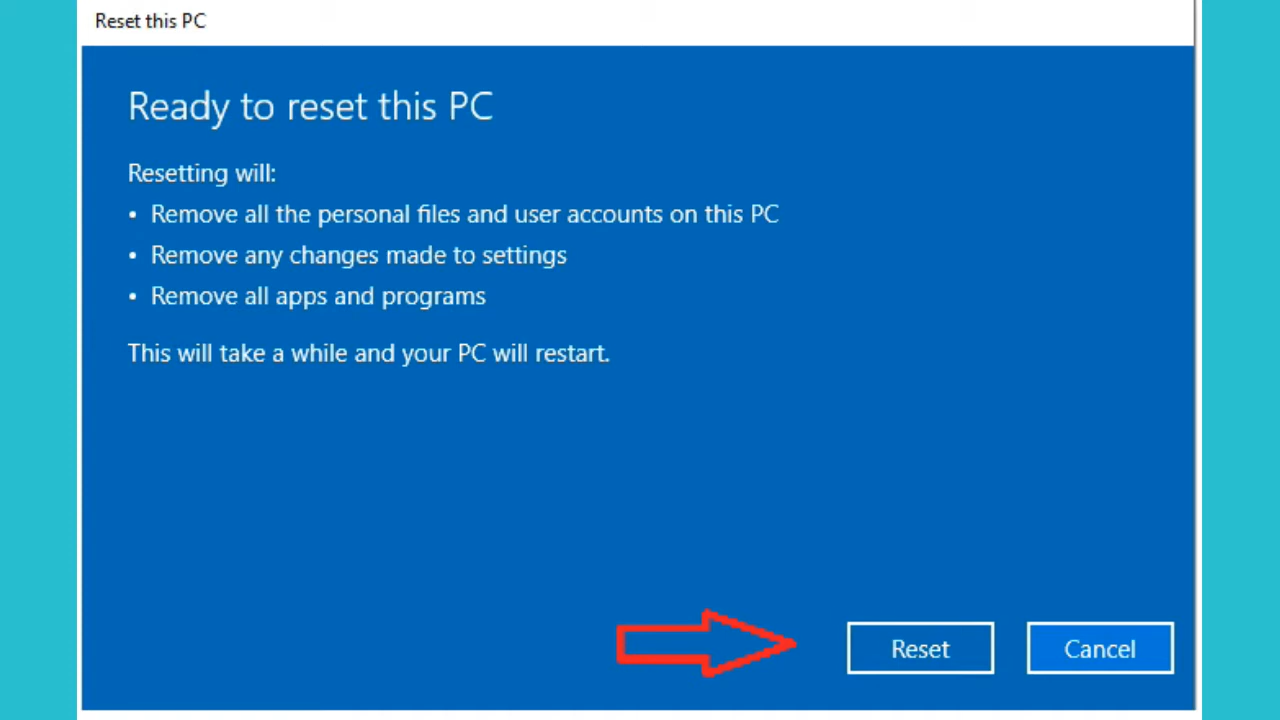 Reset this PC
Ready to reset this PC
Resetting will:
• Remove all the personal files and user accounts on this PC
• Remove any changes made to settings
• Remove all apps and programs
This will take a while and your PC will restart.
Reset
Cancel